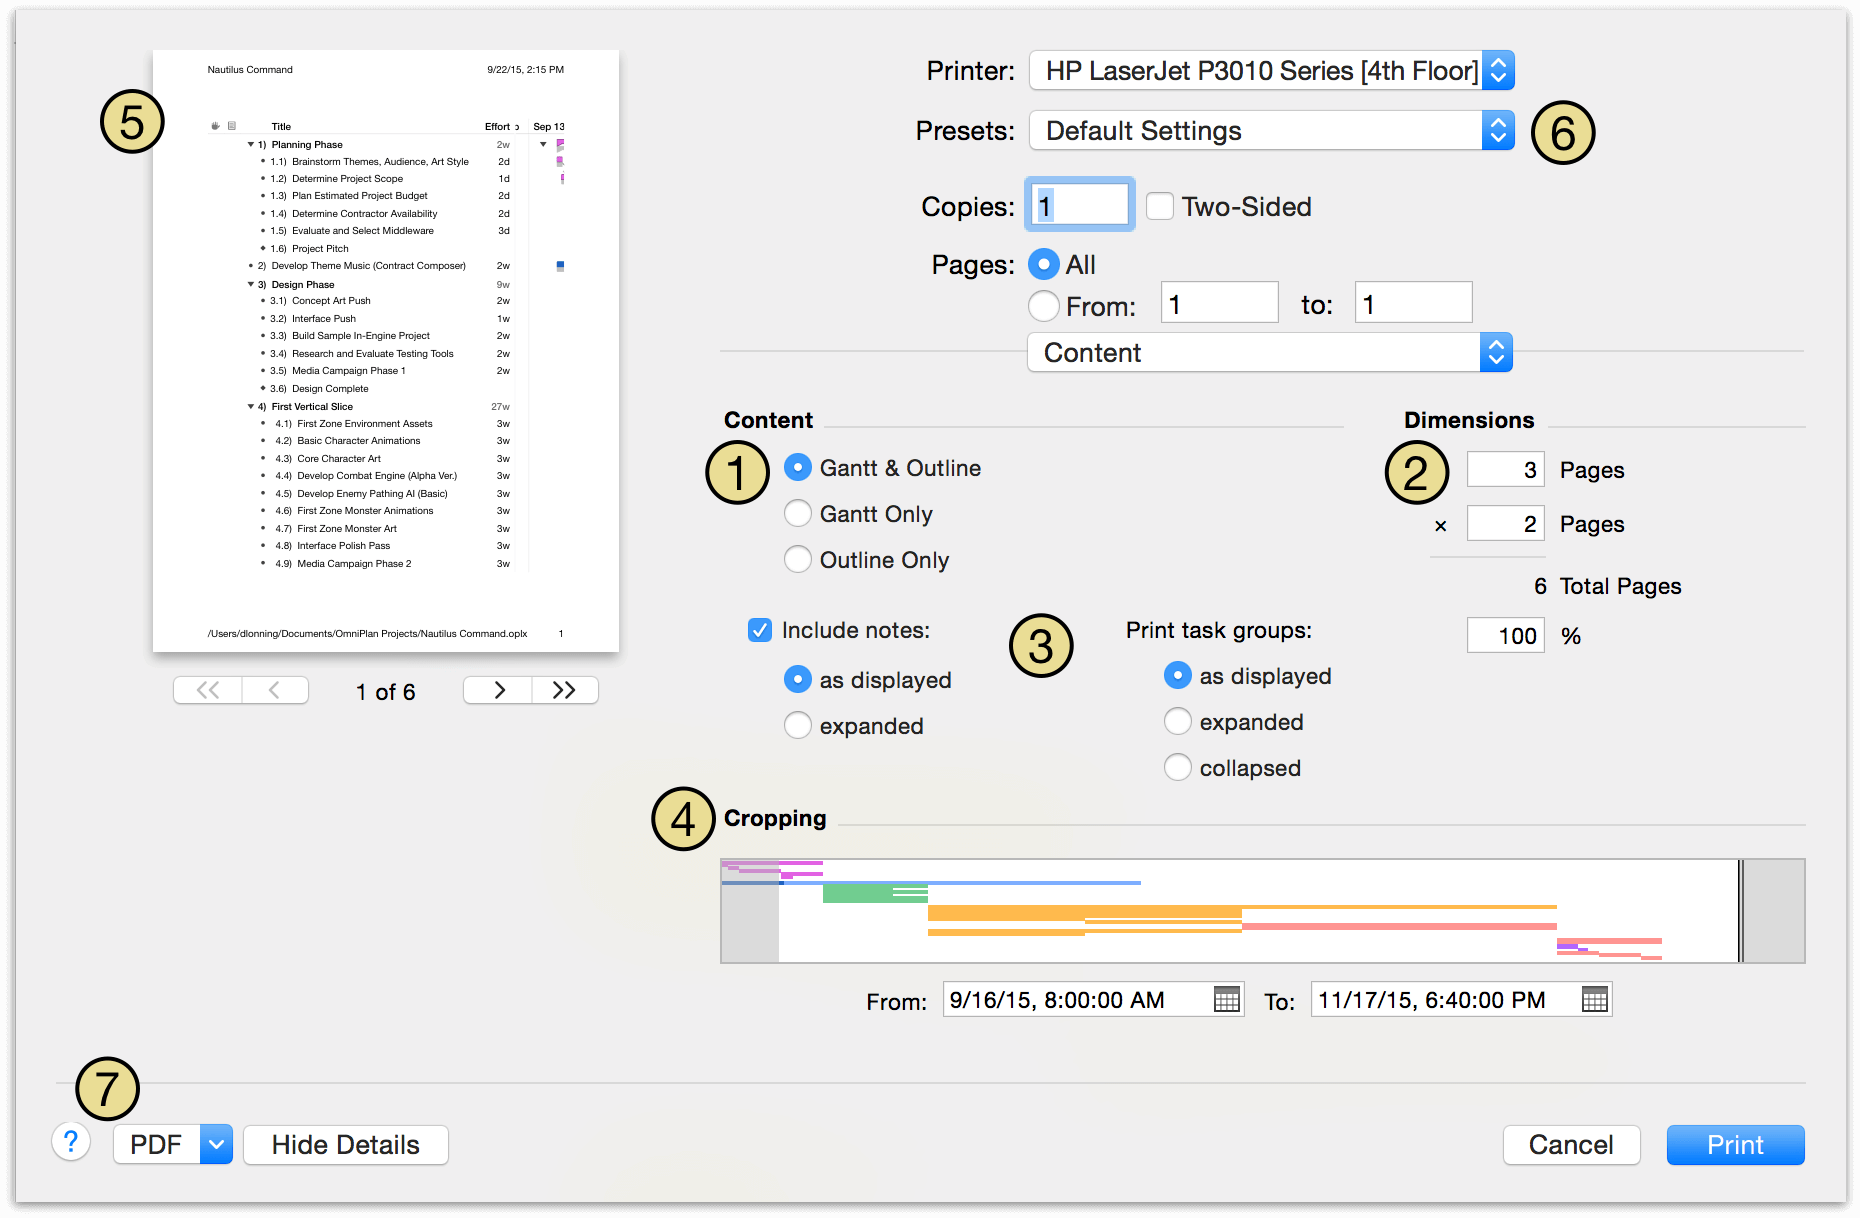 Nautilus Command 9/22/15, 2:15 PM
5
Title Effort Sep 13
1) Planning Phase 2w
1.1) Brainstorm Themes, Audience, Art Style 2d
1.2) Determine Project Scope 1d
1.3) Plan Estimated Project Budget 2d
1.4) Determine Contractor Availability 2d
1.5) Evaluate and Select Middleware 3d
1.6) Project Pitch
2) Develop Theme Music (Contract Composer) 2w
3) Design Phase 9w
3.1) Concept Art Push 2w
3.2) Interface Push 1w
3.3) Build Sample In-Engine Project 2w
3.4) Research and Evaluate Testing Tools 2w
3.5) Media Campaign Phase 1 2w
3.6) Design Complete
4) First Vertical Slice 27w
4.1) First Zone Environment Assets 3w
4.2) Basic Character Animations 3w
4.3) Core Character Art 3w
4.4) Develop Combat Engine (Alpha Ver.) 3w
4.5) Develop Enemy Pathing AI (Basic) 3w
4.6) First Zone Monster Animations 3w
4.7) First Zone Monster Art 3w
4.8) Interface Polish Pass 3w
4.9) Media Campaign Phase 2 3w
/Users/dlonning/Documents/OmniPlan Projects/Nautilus Command.oplx 1
1 of 6
Printer: HP LaserJet P3010 Series [4th Floor]
Presets: Default Settings
6
Copies: 1 Two-Sided
Pages: All
From: 1 to: 1
Content
Content
1
Gantt & Outline
Gantt Only
Outline Only
Dimensions
2
3 Pages
× 2 Pages
6 Total Pages
100 %
Include notes:
as displayed
expanded
3
Print task groups:
as displayed
expanded
collapsed
4
Cropping
From: 9/16/15, 8:00:00 AM To: 11/17/15, 6:40:00 PM
7
? PDF Hide Details Cancel Print